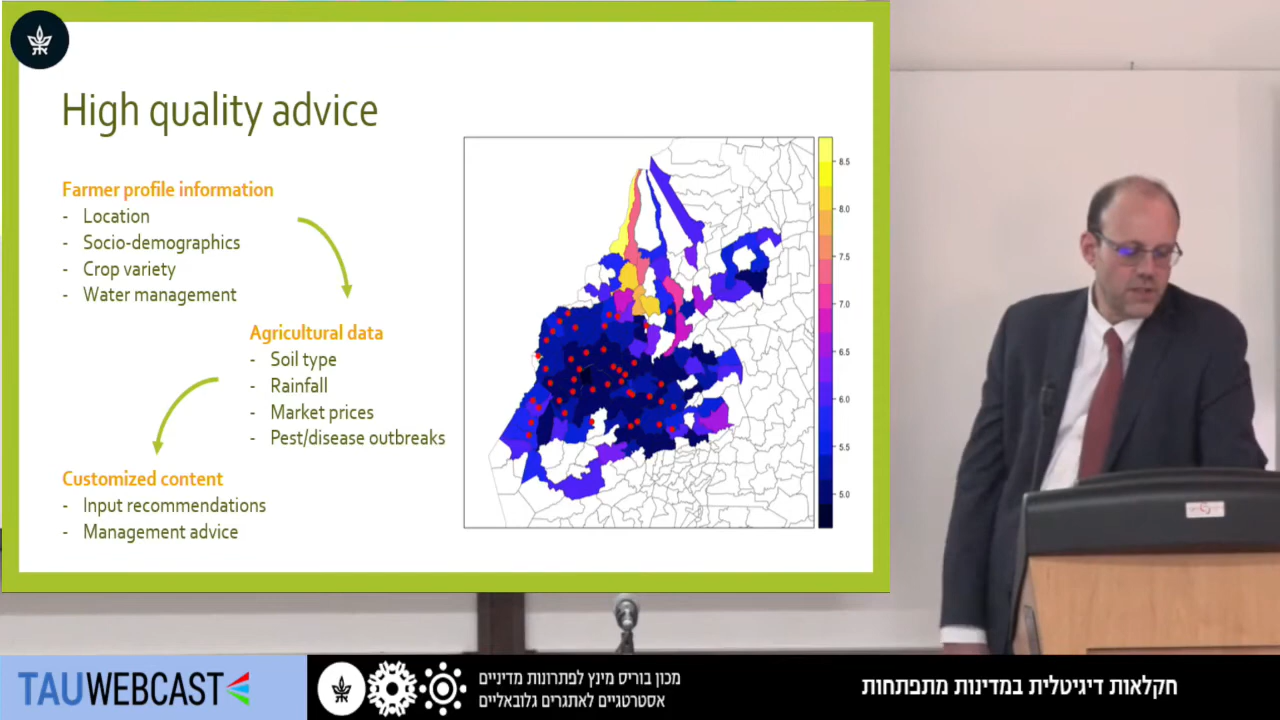 High quality advice
Farmer profile information
- Location
- Socio-demographics
- Crop variety
- Water management
Agricultural data
- Soil type
- Rainfall
- Market prices
- Pest/disease outbreaks
Customized content
- Input recommendations
- Management advice
8.5
8.0
7.5
7.0
6.5
6.0
5.5
5.0
TAUWEBCAST
מכון בוריס מינץ לפתרונות מדיניים
אסטרטגיים לאתגרים גלובאליים
חקלאות דיגיטלית במדינות מתפתחות